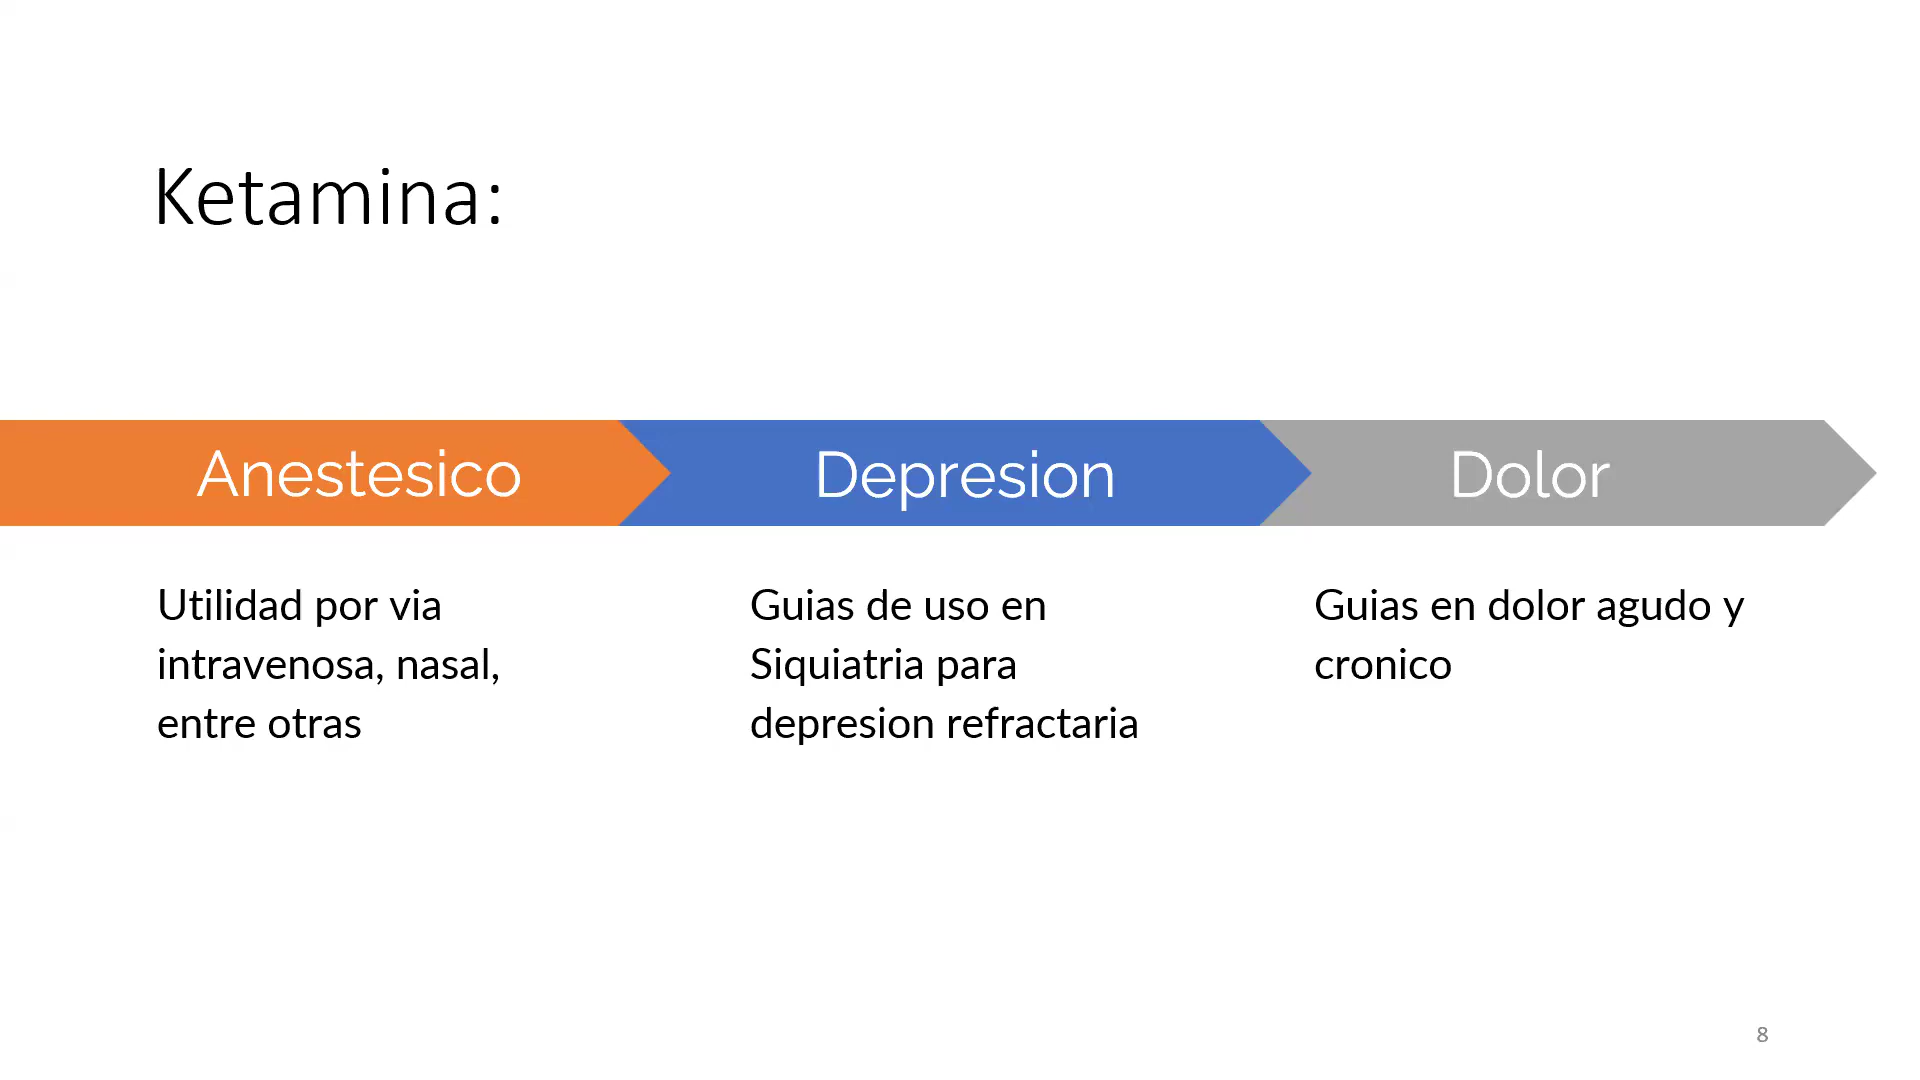 Ketamina:
Anestesico
Depresion
Dolor
Utilidad por via
intravenosa, nasal,
entre otras
Guias de uso en
Siquiatria para
depresion refractaria
Guias en dolor agudo y
cronico
8